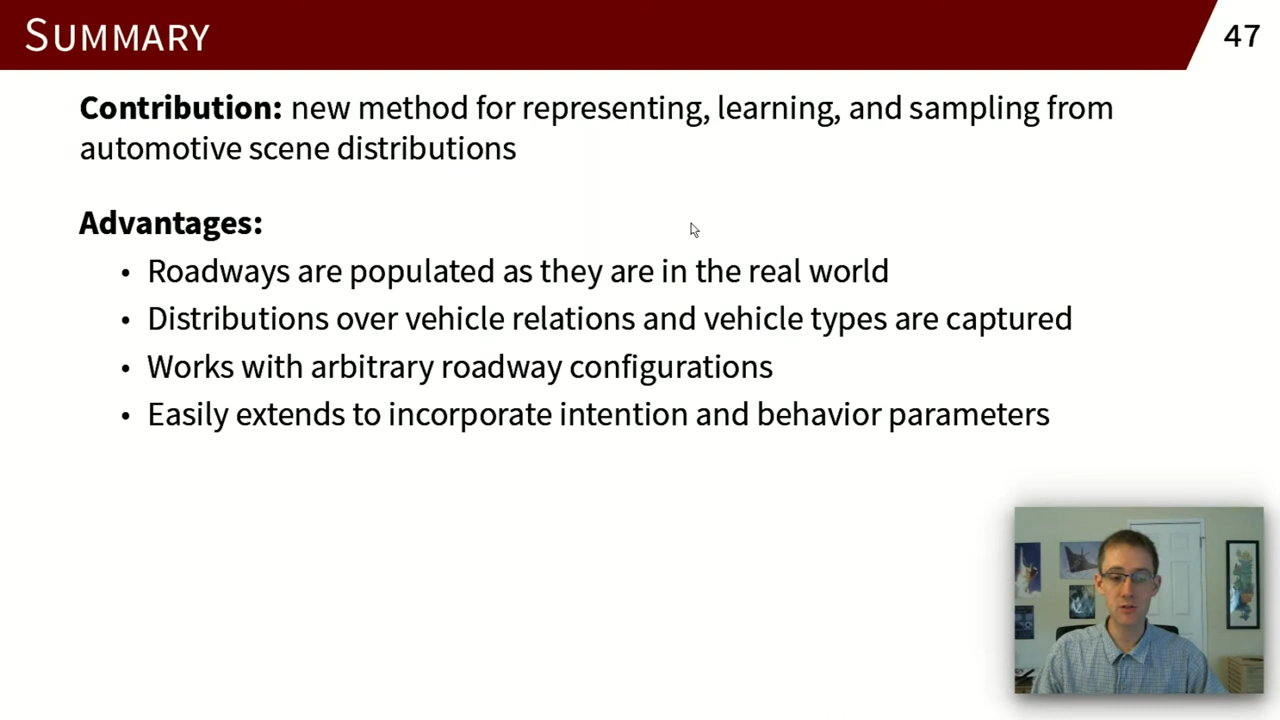 SUMMARY
47
Contribution: new method for representing, learning, and sampling from
automotive scene distributions
Advantages:
• Roadways are populated as they are in the real world
• Distributions over vehicle relations and vehicle types are captured
• Works with arbitrary roadway configurations
• Easily extends to incorporate intention and behavior parameters